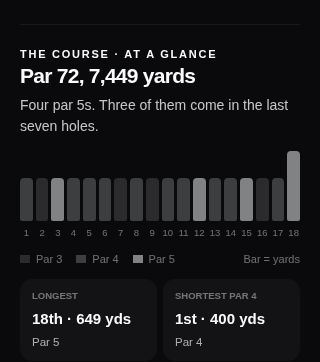 THE COURSE · AT A GLANCE
Par 72, 7,449 yards
Four par 5s. Three of them come in the last
seven holes.
1 2 3 4 5 6 7 8 9 10 11 12 13 14 15 16 17 18
Par 3 Par 4 Par 5 Bar = yards
LONGEST SHORTEST PAR 4
18th · 649 yds 1st · 400 yds
Par 5 Par 4